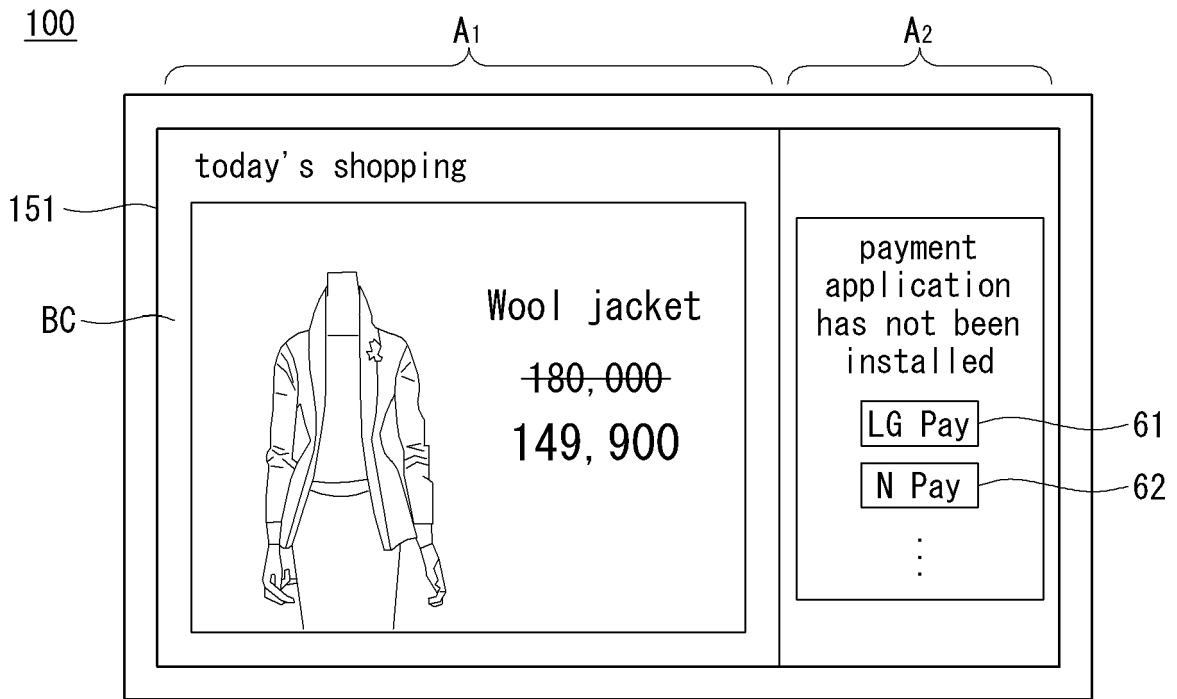 100
A1
A2
today's shopping
151
BC
Wool jacket
180,000
149,900
payment
application
has not been
installed
LG Pay
61
N Pay
62